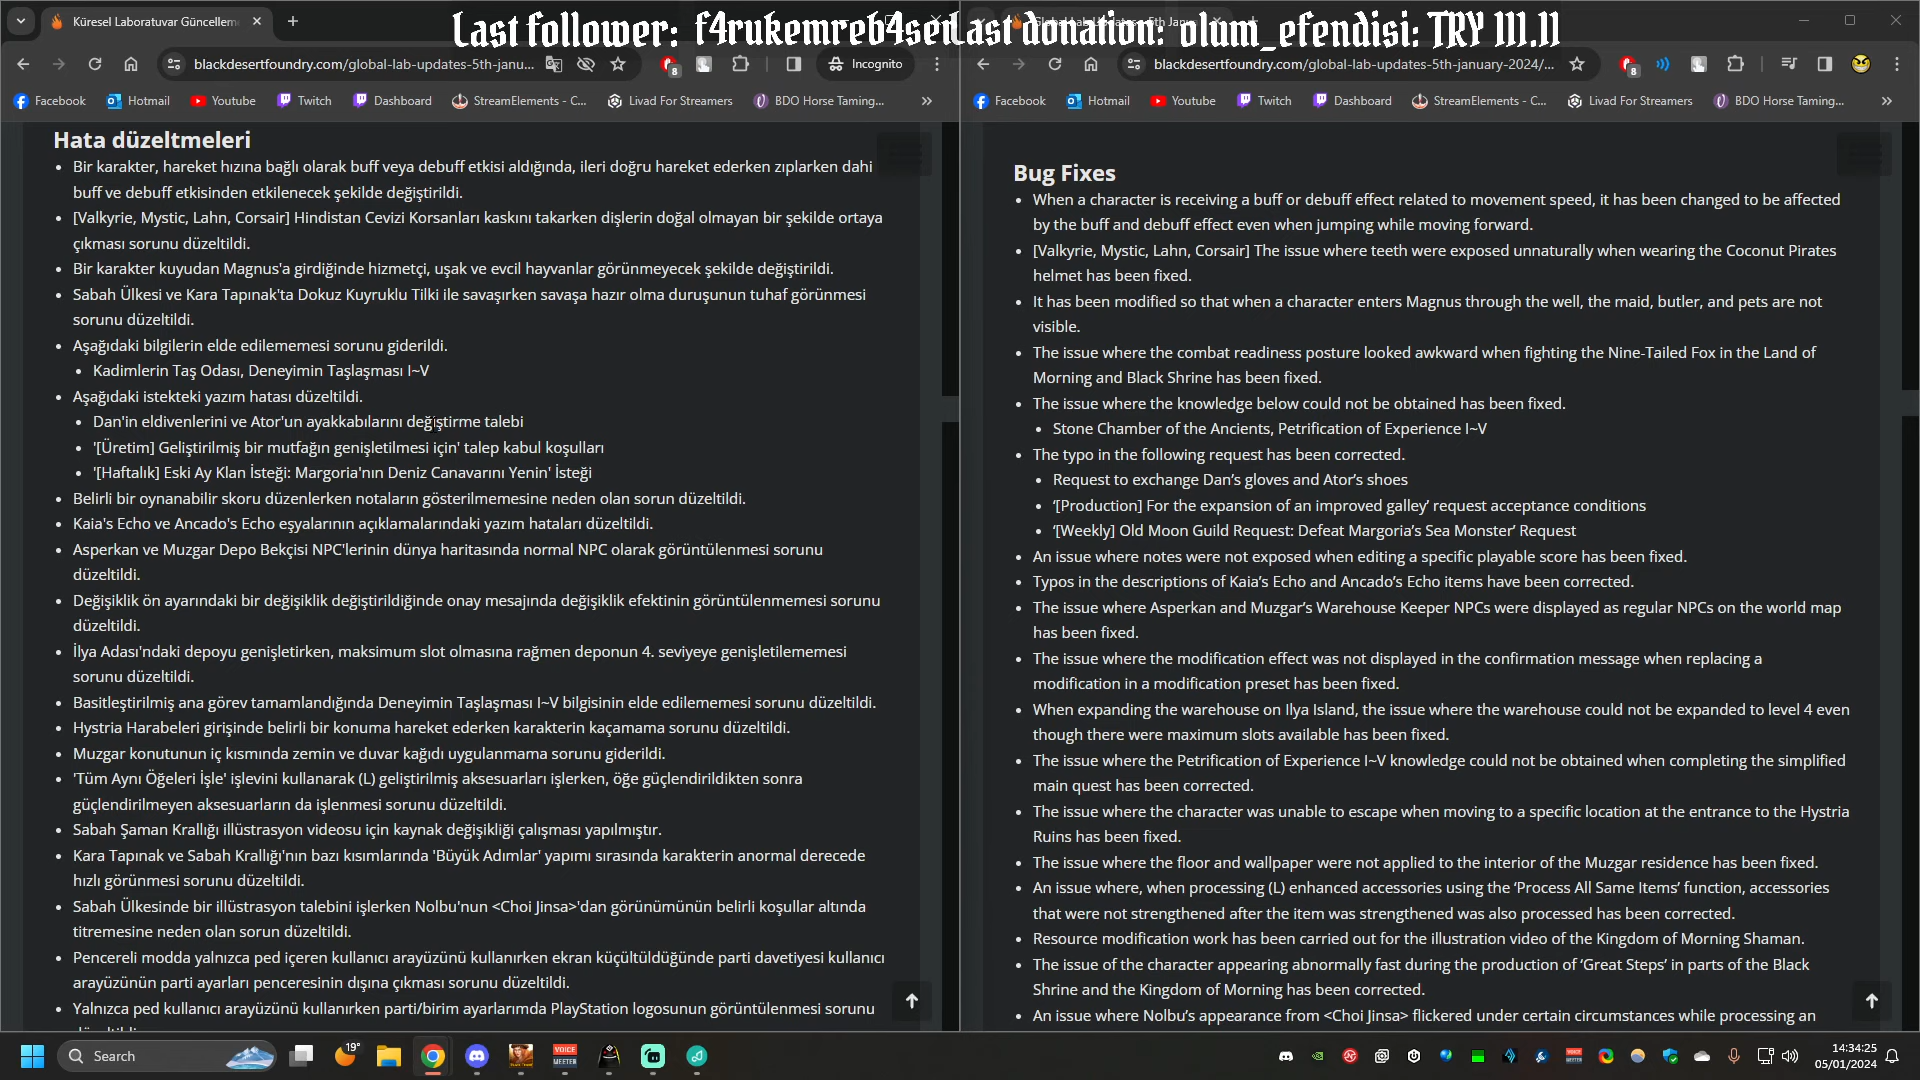 Küresel Laboratuvar Güncellem
Last follower: f4rukemreb4ser
Last donation: olum_efendisi: TRY 111.11
blackdesertfoundry.com/global-lab-updates-5th-janu...
8
Incognito
Facebook
Hotmail
Youtube
Twitch
Dashboard
StreamElements - C...
Livad For Streamers
BDO Horse Taming...
Hata düzeltmeleri
Bir karakter, hareket hızına bağlı olarak buff veya debuff etkisi aldığında, ileri doğru hareket ederken zıplarken dahi
buff ve debuff etkisinden etkilenecek şekilde değiştirildi.
[Valkyrie, Mystic, Lahn, Corsair] Hindistan Cevizi Korsanları kaskını takarken dişlerin doğal olmayan bir şekilde ortaya
çıkması sorunu düzeltildi.
Bir karakter kuyudan Magnus'a girdiğinde hizmetçi, uşak ve evcil hayvanlar görünmeyecek şekilde değiştirildi.
Sabah Ülkesi ve Kara Tapınak'ta Dokuz Kuyruklu Tilki ile savaşırken savaşa hazır olma duruşunun tuhaf görünmesi
sorunu düzeltildi.
Aşağıdaki bilgilerin elde edilememesi sorunu giderildi.
Kadimlerin Taş Odası, Deneyimin Taşlaşması I~V
Aşağıdaki istekteki yazım hatası düzeltildi.
Dan'in eldivenlerini ve Ator'un ayakkabılarını değiştirme talebi
'[Üretim] Geliştirilmiş bir mutfağın genişletilmesi için' talep kabul koşulları
'[Haftalık] Eski Ay Klan İsteği: Margoria'nın Deniz Canavarını Yenin' İsteği
Belirli bir oynanabilir skoru düzenlerken notaların gösterilmemesine neden olan sorun düzeltildi.
Kaia's Echo ve Ancado's Echo eşyalarının açıklamalarındaki yazım hataları düzeltildi.
Asperkan ve Muzgar Depo Bekçisi NPC'lerinin dünya haritasında normal NPC olarak görüntülenmesi sorunu
düzeltildi.
Değişiklik ön ayarındaki bir değişiklik değiştirildiğinde onay mesajında değişiklik efektinin görüntülenmemesi sorunu
düzeltildi.
İlya Adası'ndaki depoyu genişletirken, maksimum slot olmasına rağmen deponun 4. seviyeye genişletilememesi
sorunu düzeltildi.
Basitleştirilmiş ana görev tamamlandığında Deneyimin Taşlaşması I~V bilgisinin elde edilememesi sorunu düzeltildi.
Hystria Harabeleri girişinde belirli bir konuma hareket ederken karakterin kaçamama sorunu düzeltildi.
Muzgar konutunun iç kısmında zemin ve duvar kağıdı uygulanmama sorunu giderildi.
'Tüm Aynı Öğeleri İşle' işlevini kullanarak (L) geliştirilmiş aksesuarları işlerken, öğe güçlendirildikten sonra
güçlendirilmeyen aksesuarların da işlenmesi sorunu düzeltildi.
Sabah Şaman Krallığı illüstrasyon videosu için kaynak değişikliği çalışması yapılmıştır.
Kara Tapınak ve Sabah Krallığı'nın bazı kısımlarında 'Büyük Adımlar' yapımı sırasında karakterin anormal derecede
hızlı görünmesi sorunu düzeltildi.
Sabah Ülkesinde bir illüstrasyon talebini işlerken Nolbu'nun <Choi Jinsa>'dan görünümünün belirli koşullar altında
titremesine neden olan sorun düzeltildi.
Pencereli modda yalnızca ped içeren kullanıcı arayüzünü kullanırken ekran küçültüldüğünde parti davetiyesi kullanıcı
arayüzünün parti ayarları penceresinin dışına çıkması sorunu düzeltildi.
Yalnızca ped kullanıcı arayüzünü kullanırken parti/birim ayarlarımda PlayStation logosunun görüntülenmesi sorunu
blackdesertfoundry.com/global-lab-updates-5th-january-2024/...
8
Facebook
Hotmail
Youtube
Twitch
Dashboard
StreamElements - C...
Livad For Streamers
BDO Horse Taming...
Bug Fixes
When a character is receiving a buff or debuff effect related to movement speed, it has been changed to be affected
by the buff and debuff effect even when jumping while moving forward.
[Valkyrie, Mystic, Lahn, Corsair] The issue where teeth were exposed unnaturally when wearing the Coconut Pirates
helmet has been fixed.
It has been modified so that when a character enters Magnus through the well, the maid, butler, and pets are not
visible.
The issue where the combat readiness posture looked awkward when fighting the Nine-Tailed Fox in the Land of
Morning and Black Shrine has been fixed.
The issue where the knowledge below could not be obtained has been fixed.
Stone Chamber of the Ancients, Petrification of Experience I~V
The typo in the following request has been corrected.
Request to exchange Dan’s gloves and Ator’s shoes
‘[Production] For the expansion of an improved galley’ request acceptance conditions
‘[Weekly] Old Moon Guild Request: Defeat Margoria’s Sea Monster’ Request
An issue where notes were not exposed when editing a specific playable score has been fixed.
Typos in the descriptions of Kaia’s Echo and Ancado’s Echo items have been corrected.
The issue where Asperkan and Muzgar’s Warehouse Keeper NPCs were displayed as regular NPCs on the world map
has been fixed.
The issue where the modification effect was not displayed in the confirmation message when replacing a
modification in a modification preset has been fixed.
When expanding the warehouse on Ilya Island, the issue where the warehouse could not be expanded to level 4 even
though there were maximum slots available has been fixed.
The issue where the Petrification of Experience I~V knowledge could not be obtained when completing the simplified
main quest has been corrected.
The issue where the character was unable to escape when moving to a specific location at the entrance to the Hystria
Ruins has been fixed.
The issue where the floor and wallpaper were not applied to the interior of the Muzgar residence has been fixed.
An issue where, when processing (L) enhanced accessories using the ‘Process All Same Items’ function, accessories
that were not strengthened after the item was strengthened was also processed has been corrected.
Resource modification work has been carried out for the illustration video of the Kingdom of Morning Shaman.
The issue of the character appearing abnormally fast during the production of ‘Great Steps’ in parts of the Black
Shrine and the Kingdom of Morning has been corrected.
An issue where Nolbu’s appearance from <Choi Jinsa> flickered under certain circumstances while processing an
Search
19°
VOICE
MEETER
14:34:25
05/01/2024